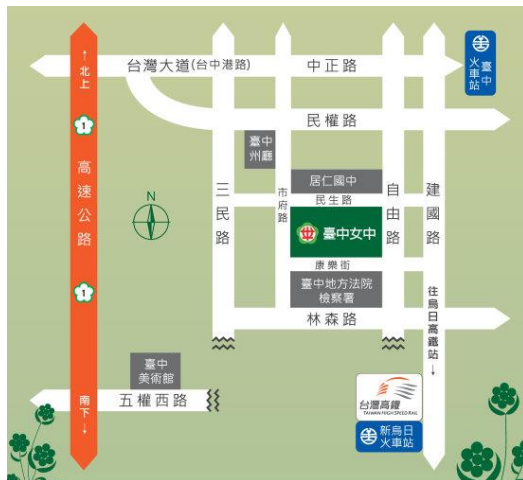 ↑北上
台灣大道(台中港路)
中正路
臺中火車站
1
民權路
臺中
州廳
高速公路
三民路
市府路
居仁國中
民生路
自由路
建國路
N
臺中女中
康樂街
臺中地方法院
檢察署
往烏日高鐵站→
1
林森路
臺中
美術館
台灣高鐵
TAIWAN HIGH SPEED RAIL
南下↓
五權西路
新烏日
火車站